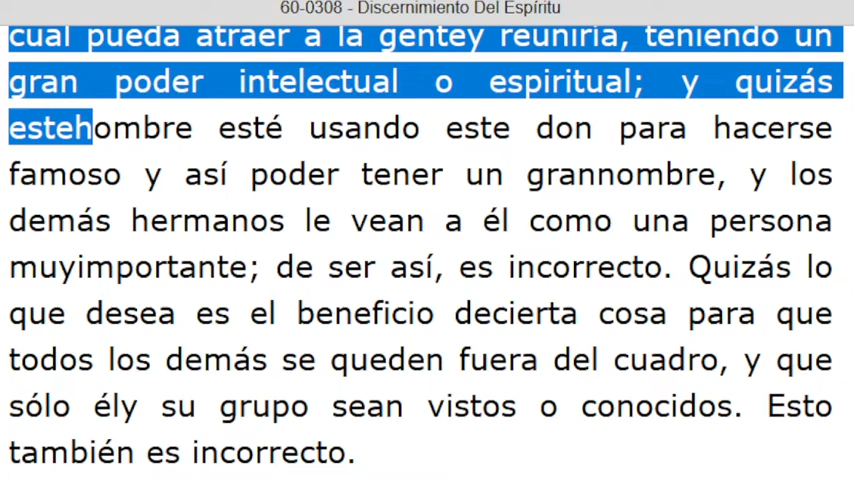 60-0308 - Discernimiento Del Espíritu
cual pueda atraer a la gentey reuniría, teniendo un
gran poder intelectual o espiritual; y quizás
estehombre esté usando este don para hacerse
famoso y así poder tener un grannombre, y los
demás hermanos le vean a él como una persona
muyimportante; de ser así, es incorrecto. Quizás lo
que desea es el beneficio decierta cosa para que
todos los demás se queden fuera del cuadro, y que
sólo ély su grupo sean vistos o conocidos. Esto
también es incorrecto.